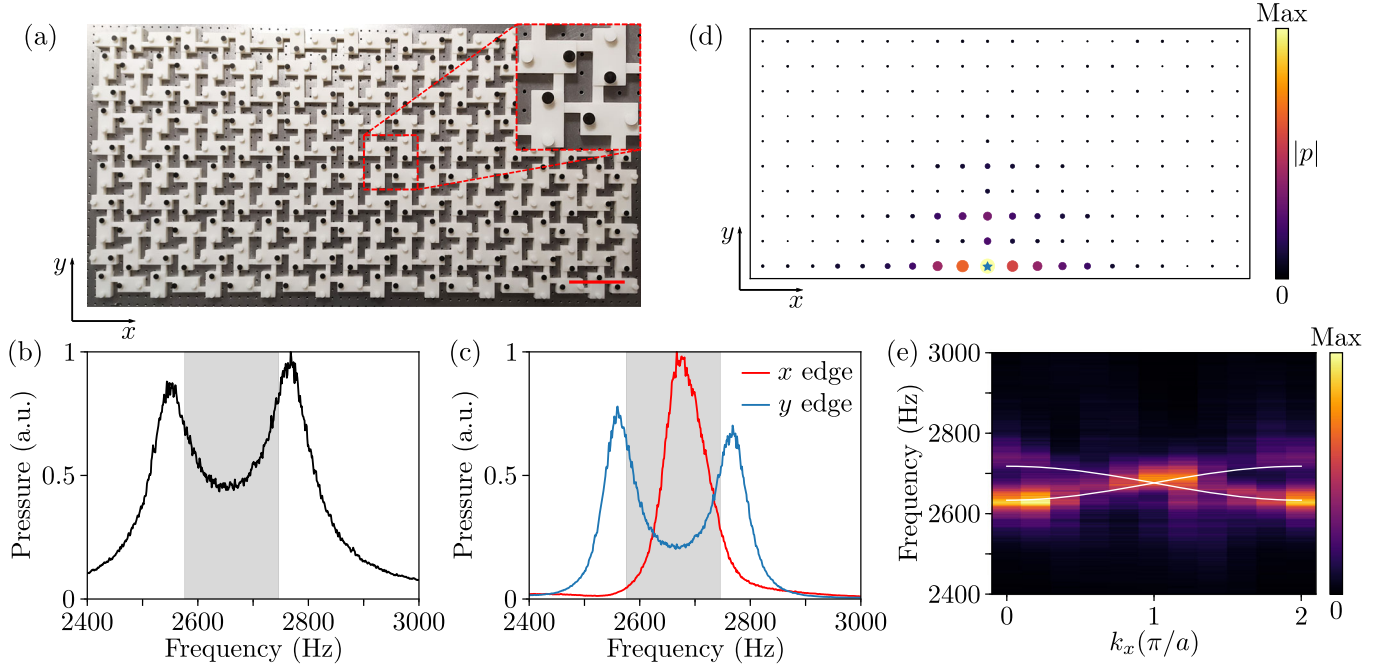 (a)
y
x
(d)
Max
|p|
0
y
x
(b)
Pressure (a.u.)
1
0.5
0
2400 2600 2800 3000
Frequency (Hz)
(c)
Pressure (a.u.)
1
0.5
0
x edge
y edge
2400 2600 2800 3000
Frequency (Hz)
(e)
Frequency (Hz)
3000
2800
2600
2400
0 1 2
k_x(π/a)
Max
0